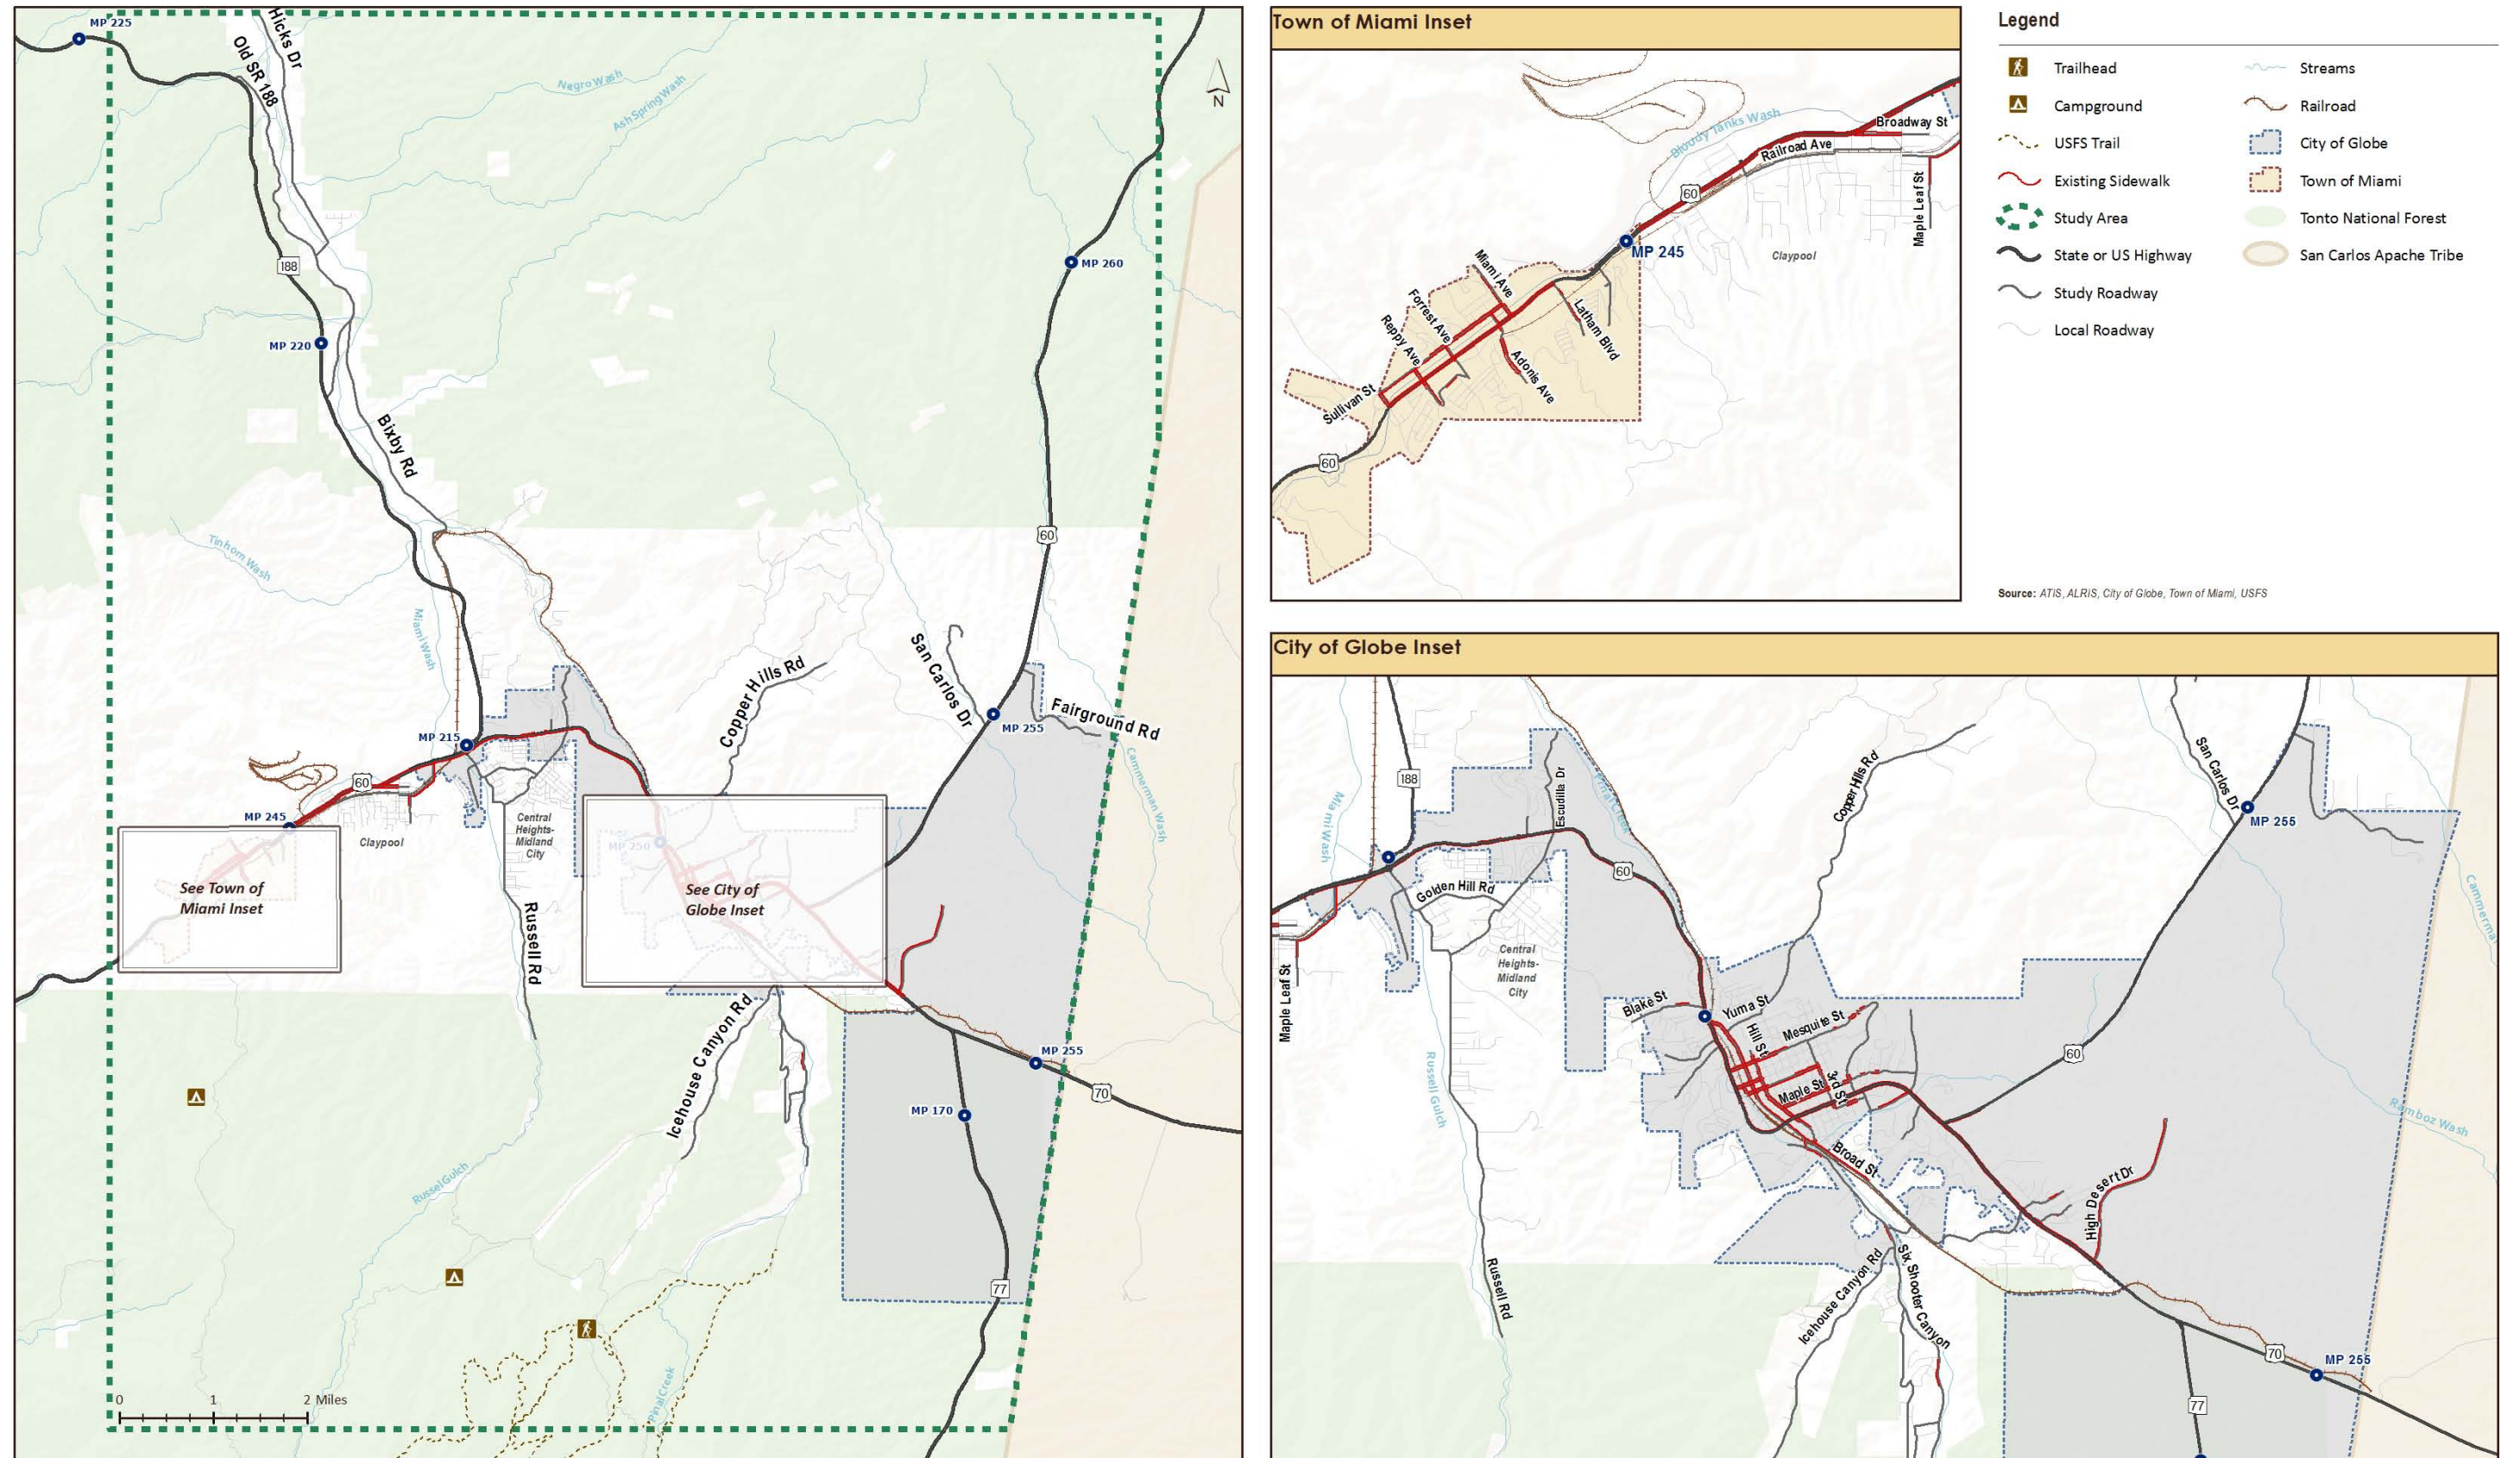 MP 225
Hicks Dr
Old SR 188
Negro Wash
Ash Spring Wash
N
188
MP 260
MP 220
Bixby Rd
60
Tinhorn Wash
Miami Wash
San Carlos Dr
Copper Hills Rd
MP 255
Fairground Rd
MP 215
60
Cammerman Wash
MP 245
Claypool
Central
Heights-
Midland
City
MP 250
See Town of
Miami Inset
See City of
Globe Inset
Russell Rd
Icehouse Canyon Rd
MP 255
70
MP 170
Russel Gulch
77
Pinal Creek
0 1 2 Miles
Town of Miami Inset
Bloody Tanks Wash
Broadway St
Railroad Ave
60
Maple Leaf St
MP 245
Claypool
Miami Ave
Forrest Ave
Reppy Ave
Latham Blvd
Adonis Ave
Sullivan St
60
Legend
Trailhead
Campground
USFS Trail
Existing Sidewalk
Study Area
State or US Highway
Study Roadway
Local Roadway
Streams
Railroad
City of Globe
Town of Miami
Tonto National Forest
San Carlos Apache Tribe
Source: ATIS, ALRIS, City of Globe, Town of Miami, USFS
City of Globe Inset
188
Miami Wash
Escudilla Dr
Pinal Creek
Copper Hills Rd
San Carlos Dr
MP 255
60
Golden Hill Rd
Cammerma
Central
Heights-
Midland
City
Maple Leaf St
Blake St
Yuma St
Hill St
Mesquite St
60
Russell Gulch
Maple St
3rd St
Ramboz Wash
Broad St
High Desert Dr
Russell Rd
Icehouse Canyon Rd
Six Shooter Canyon
70
MP 255
77